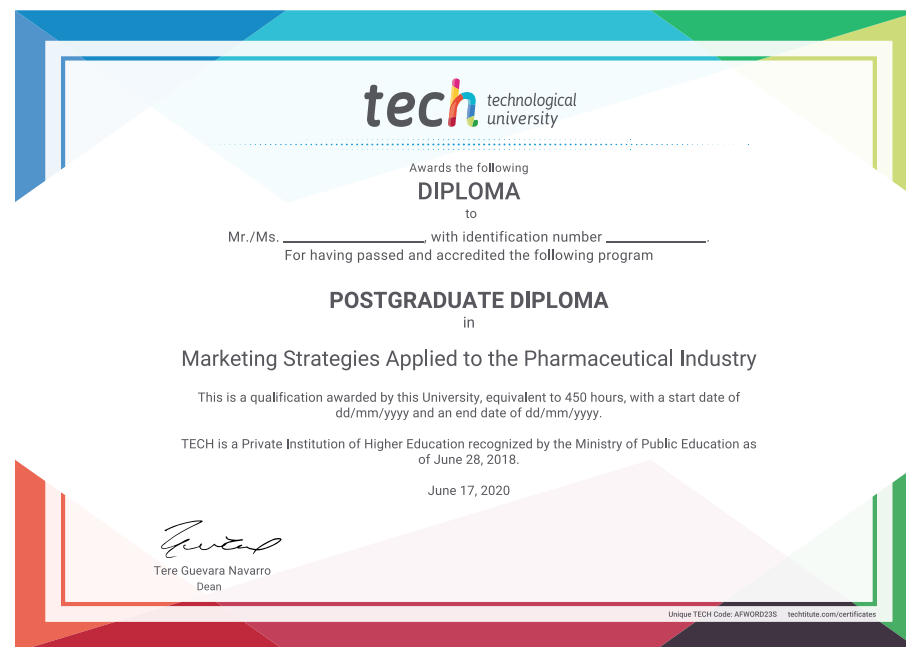 tech technological
university
Awards the following
DIPLOMA
to
Mr./Ms. ____________________, with identification number ______________.
For having passed and accredited the following program
POSTGRADUATE DIPLOMA
in
Marketing Strategies Applied to the Pharmaceutical Industry
This is a qualification awarded by this University, equivalent to 450 hours, with a start date of
dd/mm/yyyy and an end date of dd/mm/yyyy.
TECH is a Private Institution of Higher Education recognized by the Ministry of Public Education as
of June 28, 2018.
June 17, 2020
Tere Guevara Navarro
Dean
Unique TECH Code: AFWORD23S techtitute.com/certificates